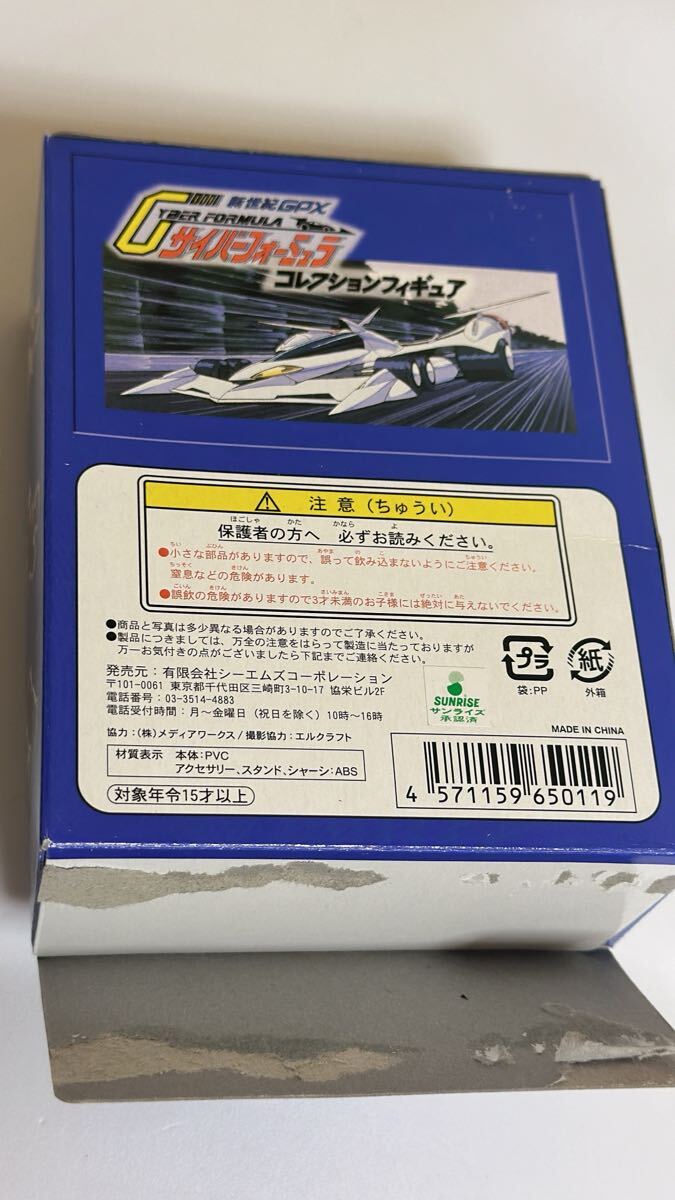 新世紀GPX
CYBER FORMULA
サイバーフォーミュラ
コレクションフィギュア
注意(ちゅうい)
保護者の方へ 必ずお読みください。
●小さな部品がありますので、誤って飲み込まないようにご注意ください。
窒息などの危険があります。
●誤飲の危険がありますので3才未満のお子様には絶対に与えないでください。
●商品と写真は多少異なる場合がありますのでご了承ください。
●製品につきましては、万全の注意をはらって製造に当たっておりますが
万一お気付きの点がございましたら下記までご連絡ください。
発売元:有限会社シーエムズコーポレーション
〒101-0061 東京都千代田区三崎町3-10-17 協栄ビル2F
電話番号:03-3514-4883
電話受付時間:月～金曜日(祝日を除く)10時～16時
協力:(株)メディアワークス/撮影協力:エルクラフト
材質表示 本体:PVC
アクセサリー、スタンド、シャーシ:ABS
対象年令15才以上
SUNRISE
サンライズ
承認済
プラ
袋:PP
紙
外箱
MADE IN CHINA
4 571159 650119